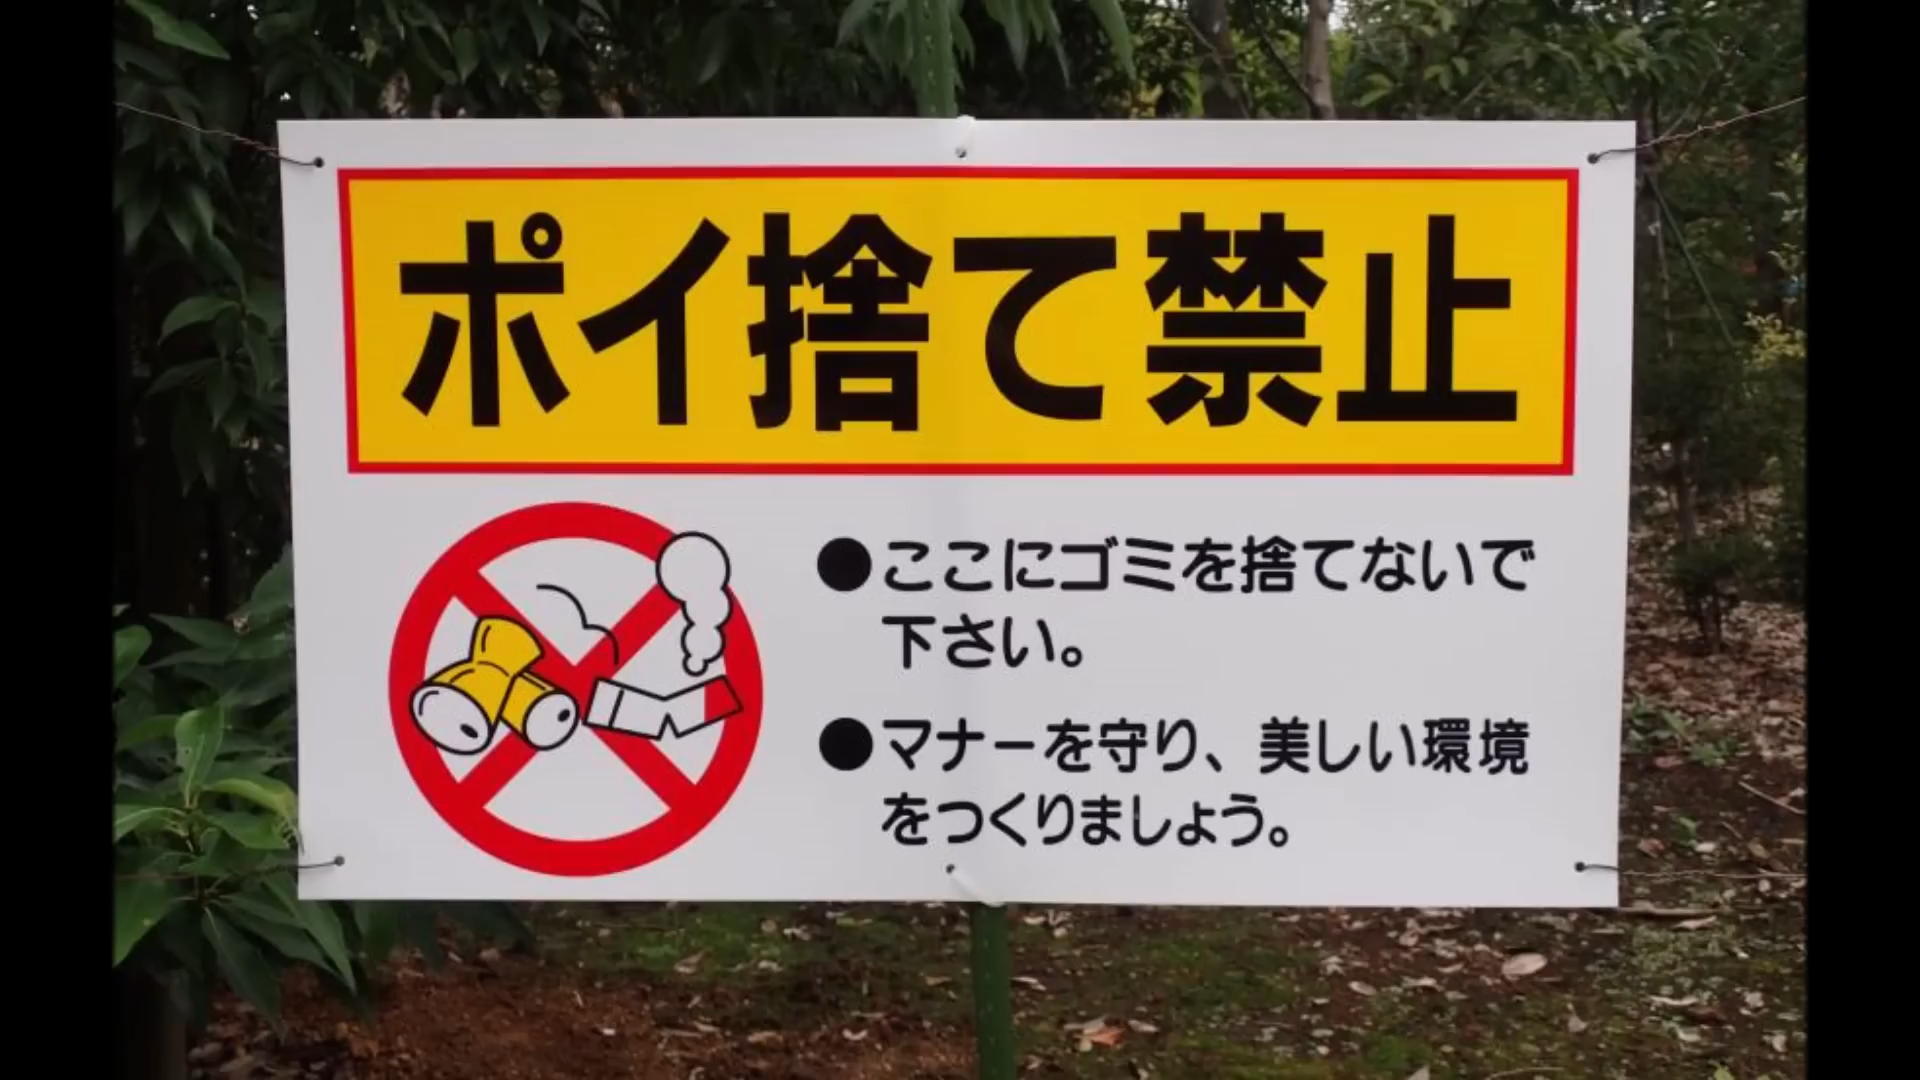 ポイ捨て禁止
●ここにゴミを捨てないで
下さい。
●マナーを守り、美しい環境
をつくりましょう。